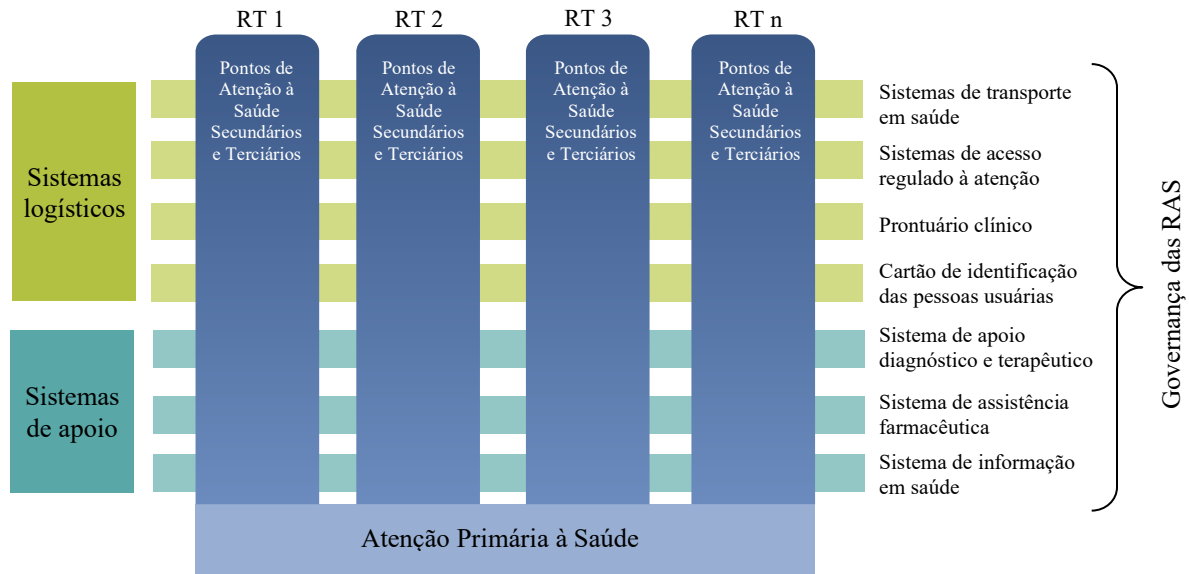 RT 1
RT 2
RT 3
RT n
Pontos de
Atenção à
Saúde
Secundários
e Terciários
Pontos de
Atenção à
Saúde
Secundários
e Terciários
Pontos de
Atenção à
Saúde
Secundários
e Terciários
Pontos de
Atenção à
Saúde
Secundários
e Terciários
Sistemas
logísticos
Sistemas
de apoio
Sistemas de transporte
em saúde
Sistemas de acesso
regulado à atenção
Prontuário clínico
Cartão de identificação
das pessoas usuárias
Sistema de apoio
diagnóstico e terapêutico
Sistema de assistência
farmacêutica
Sistema de informação
em saúde
Governança das RAS
Atenção Primária à Saúde